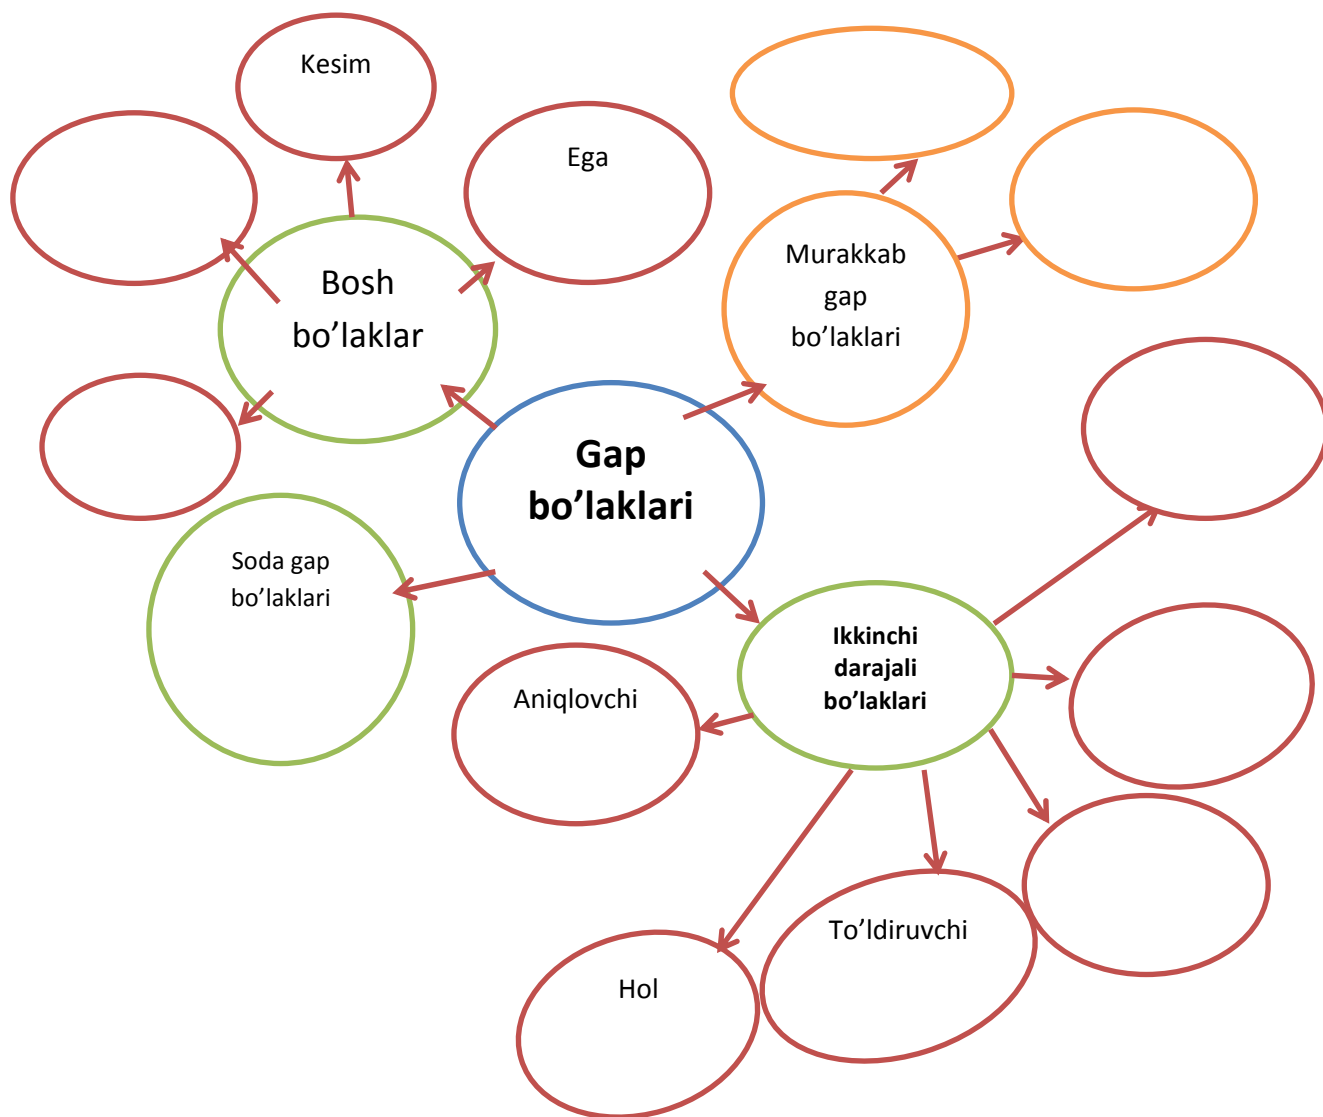 Kesim
Ega
Bosh
bo’laklar
Murakkab
gap
bo’laklari
Gap
bo’laklari
Soda gap
bo’laklari
Ikkinchi
darajali
bo’laklari
Aniqlovchi
To’ldiruvchi
Hol